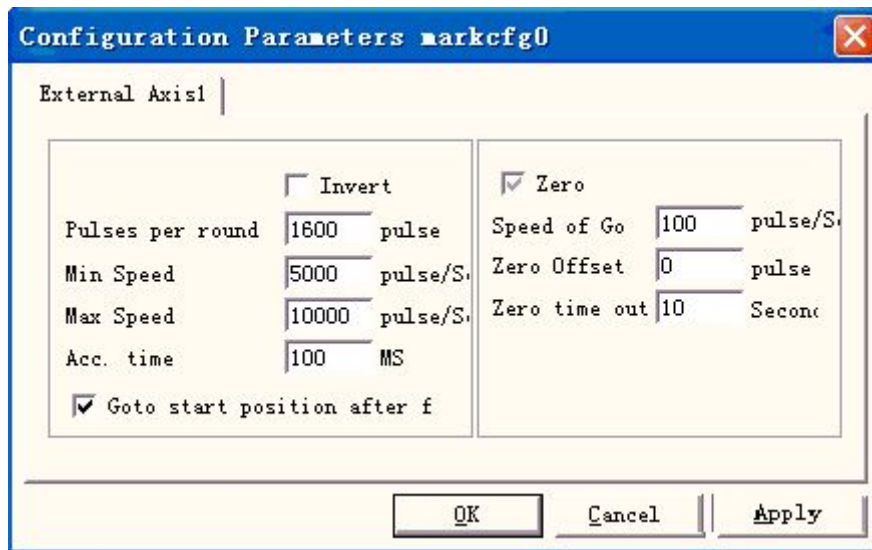 Configuration Parameters markcfg0
External Axis1
Invert
Pulses per round 1600 pulse
Min Speed 5000 pulse/S
Max Speed 10000 pulse/S
Acc. time 100 MS
Goto start position after f
Zero
Speed of Go 100 pulse/S
Zero Offset 0 pulse
Zero time out 10 Second
OK Cancel Apply